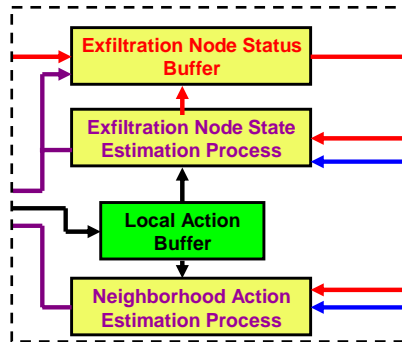 Exfiltration Node Status
Buffer
Exfiltration Node State
Estimation Process
Local Action
Buffer
Neighborhood Action
Estimation Process